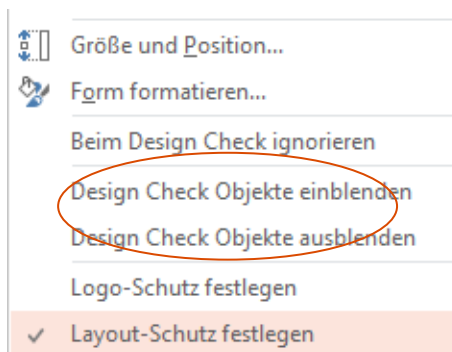 Größe und Position...
Form formatieren...
Beim Design Check ignorieren
Design Check Objekte einblenden
Design Check Objekte ausblenden
Logo-Schutz festlegen
Layout-Schutz festlegen